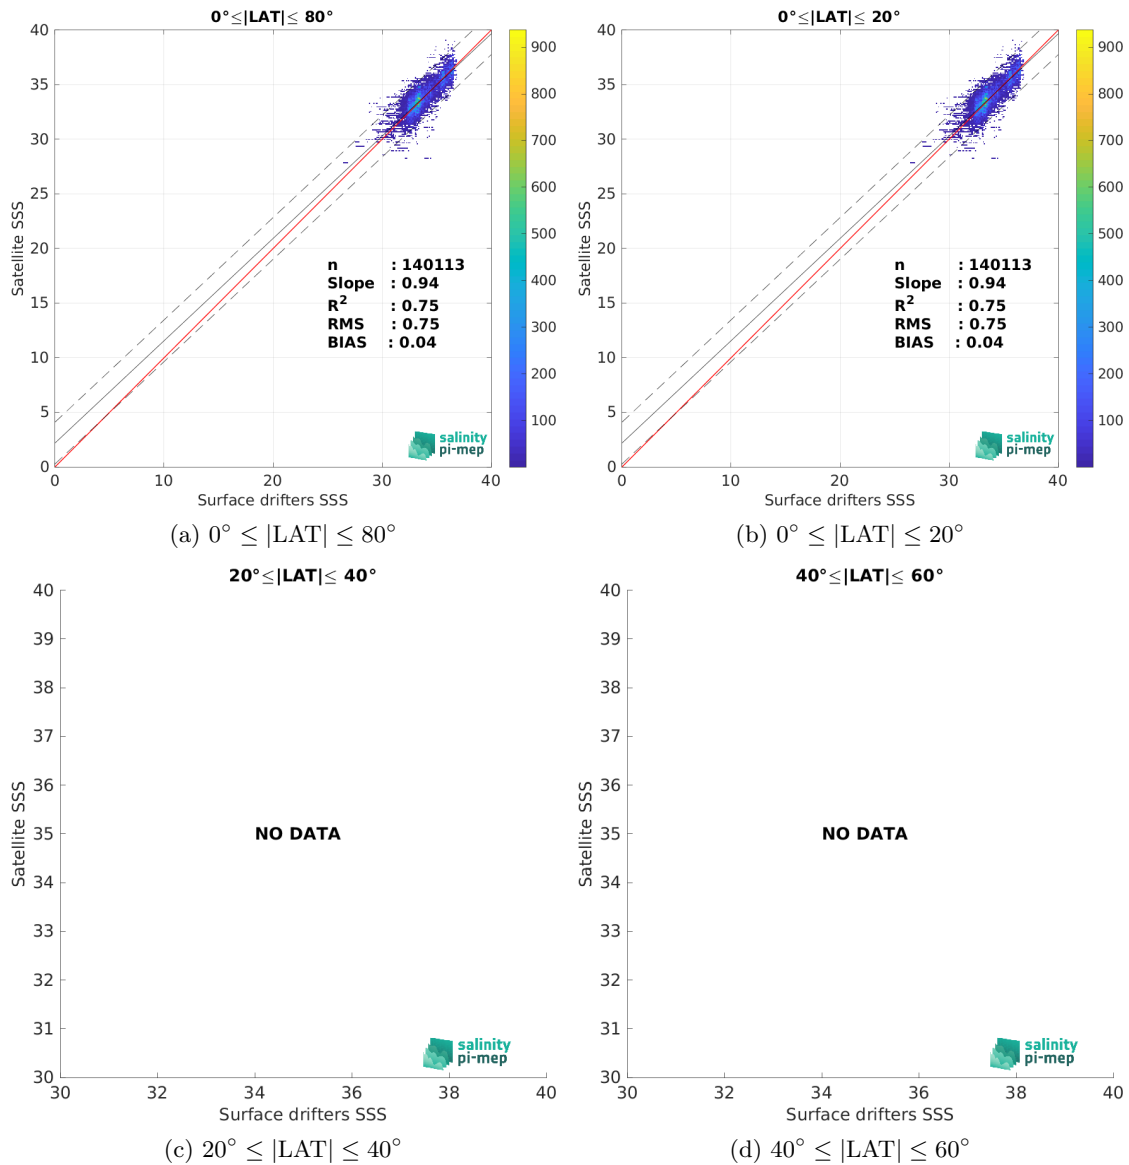 0°≤|LAT|≤ 80°
40
35
30
25
20
15
10
5
0
Satellite SSS
0
10
20
30
40
Surface drifters SSS
900
800
700
600
500
400
300
200
100
n : 140113
Slope : 0.94
R² : 0.75
RMS : 0.75
BIAS : 0.04
salinity
pi-mep
(a) 0° ≤ |LAT| ≤ 80°
0°≤|LAT|≤ 20°
40
35
30
25
20
15
10
5
0
Satellite SSS
0
10
20
30
40
Surface drifters SSS
900
800
700
600
500
400
300
200
100
n : 140113
Slope : 0.94
R² : 0.75
RMS : 0.75
BIAS : 0.04
salinity
pi-mep
(b) 0° ≤ |LAT| ≤ 20°
20°≤|LAT|≤ 40°
40
39
38
37
36
35
34
33
32
31
30
Satellite SSS
NO DATA
salinity
pi-mep
30
32
34
36
38
40
Surface drifters SSS
(c) 20° ≤ |LAT| ≤ 40°
40°≤|LAT|≤ 60°
40
39
38
37
36
35
34
33
32
31
30
Satellite SSS
NO DATA
salinity
pi-mep
30
32
34
36
38
40
Surface drifters SSS
(d) 40° ≤ |LAT| ≤ 60°